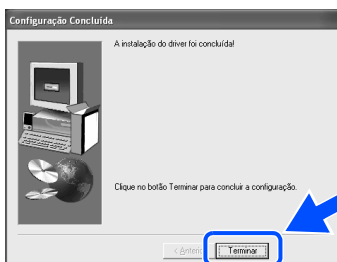 Configuração Concluída
A instalação do driver foi concluída!
Clique no botão Terminar para concluir a configuração.
< Anterior Terminar